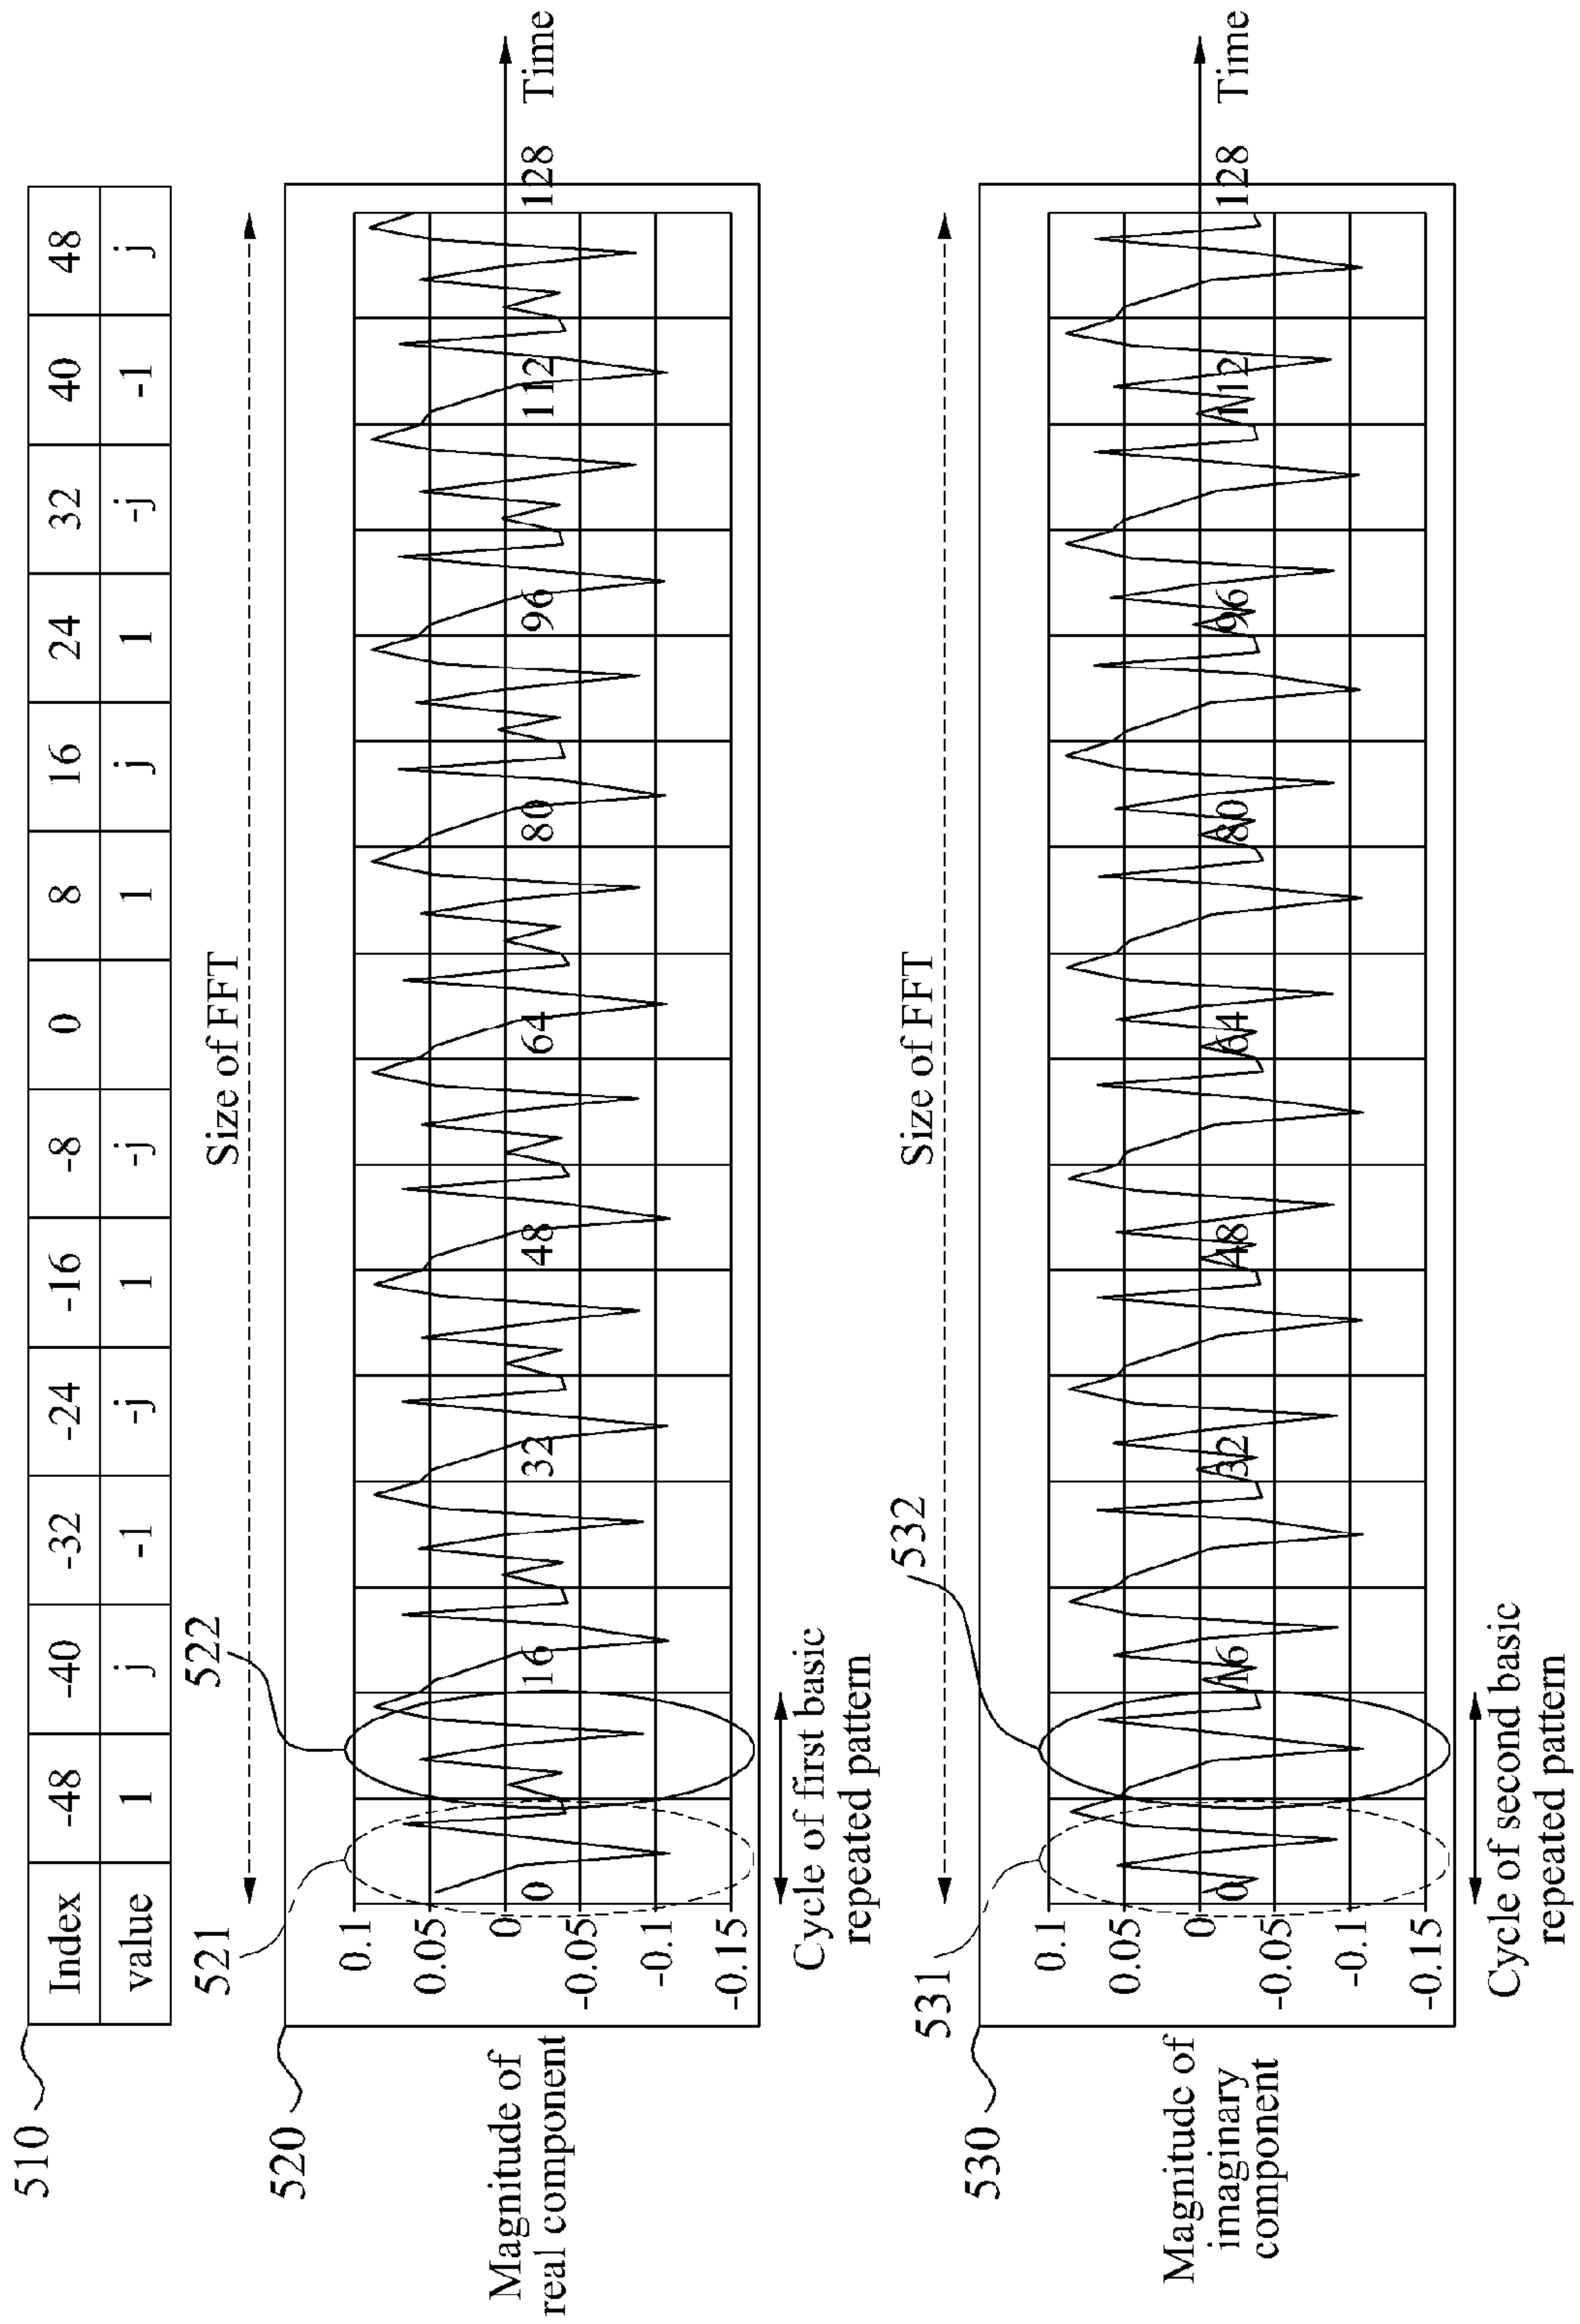 510
Index -48 -40 -32 -24 -16 -8 0 8 16 24 32 40 48
value 1 j -1 -j 1 -j 1 j 1 -j -1 j
Size of FFT
520
521
522
Magnitude of
real component
0.1
0.05
0
-0.05
-0.1
-0.15
0 16 32 48 64 80 96 112 128
Time
Cycle of first basic
repeated pattern
Size of FFT
530
531
532
Magnitude of
imaginary
component
0.1
0.05
0
-0.05
-0.1
-0.15
0 16 32 48 64 80 96 112 128
Time
Cycle of second basic
repeated pattern